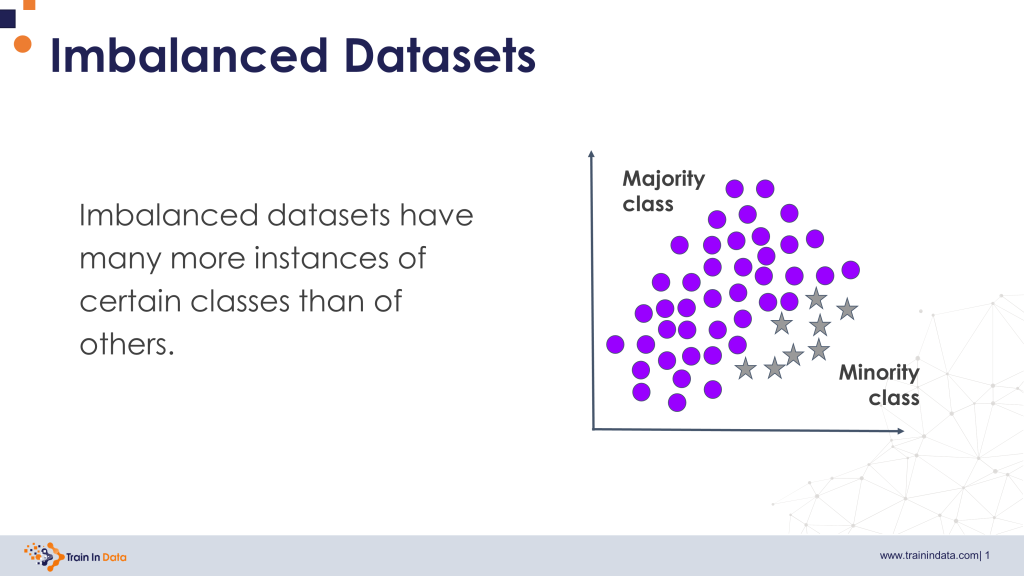 Imbalanced Datasets
Imbalanced datasets have
many more instances of
certain classes than of
others.
Majority
class
Minority
class
Train In Data
www.trainindata.com| 1